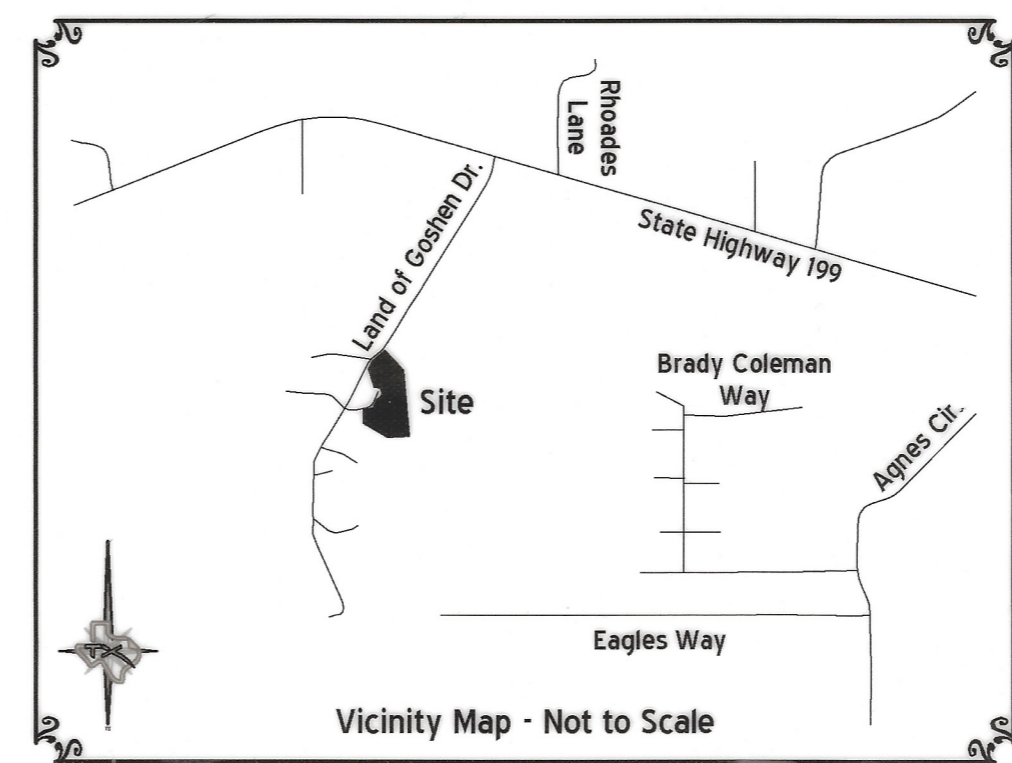 Rhoades
Lane
Land of Goshen Dr.
State Highway 199
Site
Brady Coleman
Way
Agnes Cir.
TX
Eagles Way
Vicinity Map - Not to Scale